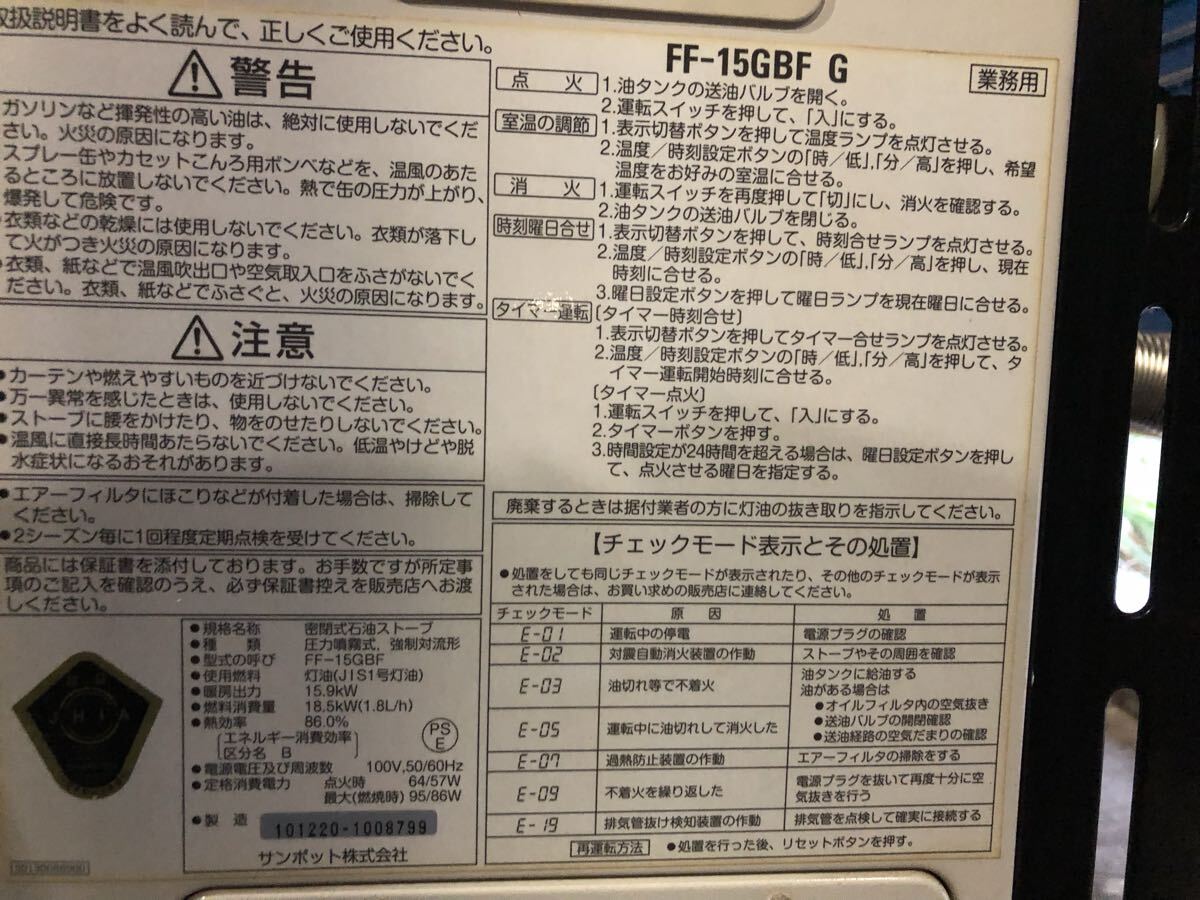 取扱説明書をよく読んで、正しくご使用ください。
警告
ガソリンなど揮発性の高い油は、絶対に使用しないでくだ
さい。火災の原因になります。
スプレー缶やカセットこんろ用ボンベなどを、温風のあた
るところに放置しないでください。熱で缶の圧力が上がり、
爆発して危険です。
●衣類などの乾燥には使用しないでください。衣類が落下し
て火がつき火災の原因になります。
●衣類、紙などで温風吹出口や空気取入口をふさがないでく
ださい。衣類、紙などでふさぐと、火災の原因になります。
注意
●カーテンや燃えやすいものを近づけないでください。
●万一異常を感じたときは、使用しないでください。
●ストーブに腰をかけたり、物をのせたりしないでください。
●温風に直接長時間あたらないでください。低温やけどや脱
水症状になるおそれがあります。
●エアーフィルタにほこりなどが付着した場合は、掃除して
ください。
●2シーズン毎に1回程度定期点検を受けてください。
商品には保証書を添付しております。お手数ですが所定事
項のご記入を確認のうえ、必ず保証書控えを販売店へお渡
しください。
JHIA
●規格名称 密閉式石油ストーブ
●種類 圧力噴霧式、強制対流形
●型式の呼び FF-15GBF
●使用燃料 灯油(JIS1号灯油)
●暖房出力 15.9kW
●燃料消費量 18.5kW(1.8L/h)
●熱効率 86.0%
エネルギー消費効率
区分名 B
PS
E
●電源電圧及び周波数 100V,50/60Hz
●定格消費電力 点火時 64/57W
最大(燃焼時) 95/86W
●製造 101220-1008799
サンポット株式会社
FF-15GBF G
業務用
点火 1.油タンクの送油バルブを開く。
2.運転スイッチを押して、「入」にする。
室温の調節 1.表示切替ボタンを押して温度ランプを点灯させる。
2.温度/時刻設定ボタンの「時/低」,「分/高」を押し、希望
温度をお好みの室温に合せる。
消火 1.運転スイッチを再度押して「切」にし、消火を確認する。
2.油タンクの送油バルブを閉じる。
時刻曜日合せ 1.表示切替ボタンを押して、時刻合せランプを点灯させる。
2.温度/時刻設定ボタンの「時/低」,「分/高」を押し、現在
時刻に合せる。
3.曜日設定ボタンを押して曜日ランプを現在曜日に合せる。
タイマー運転 〔タイマー時刻合せ〕
1.表示切替ボタンを押してタイマー合せランプを点灯させる。
2.温度/時刻設定ボタンの「時/低」,「分/高」を押して、タ
イマー運転開始時刻に合せる。
〔タイマー点火〕
1.運転スイッチを押して、「入」にする。
2.タイマーボタンを押す。
3.時間設定が24時間を超える場合は、曜日設定ボタンを押し
て、点火させる曜日を指定する。
廃棄するときは据付業者の方に灯油の抜き取りを指示してください。
【チェックモード表示とその処置】
●処置をしても同じチェックモードが表示されたり、その他のチェックモードが表示
された場合は、お買い求めの販売店に連絡してください。
チェックモード 原因 処置
E-01 運転中の停電 電源プラグの確認
E-02 対震自動消火装置の作動 ストーブやその周囲を確認
E-03 油切れ等で不着火
E-05 運転中に油切れして消火した
油タンクに給油する
油がある場合は
●オイルフィルタ内の空気抜き
●送油バルブの開閉確認
●送油経路の空気だまりの確認
E-07 過熱防止装置の作動 エアーフィルタの掃除をする
E-09 不着火を繰り返した 電源プラグを抜いて再度十分に空
気抜きを行う
E-19 排気管抜け検知装置の作動 排気管を点検して確実に接続する
再運転方法 ●処置を行った後、リセットボタンを押す。